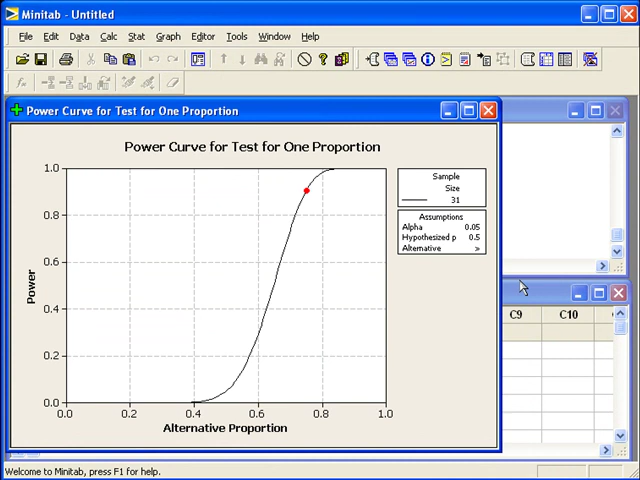 Minitab - Untitled
File Edit Data Calc Stat Graph Editor Tools Window Help
Power Curve for Test for One Proportion
Power Curve for Test for One Proportion
Sample
Size
31
Assumptions
Alpha 0.05
Hypothesized p 0.5
Alternative >
1.0
0.8
0.6
0.4
0.2
0.0
Power
0.0 0.2 0.4 0.6 0.8 1.0
Alternative Proportion
C9 C10
Welcome to Minitab, press F1 for help.